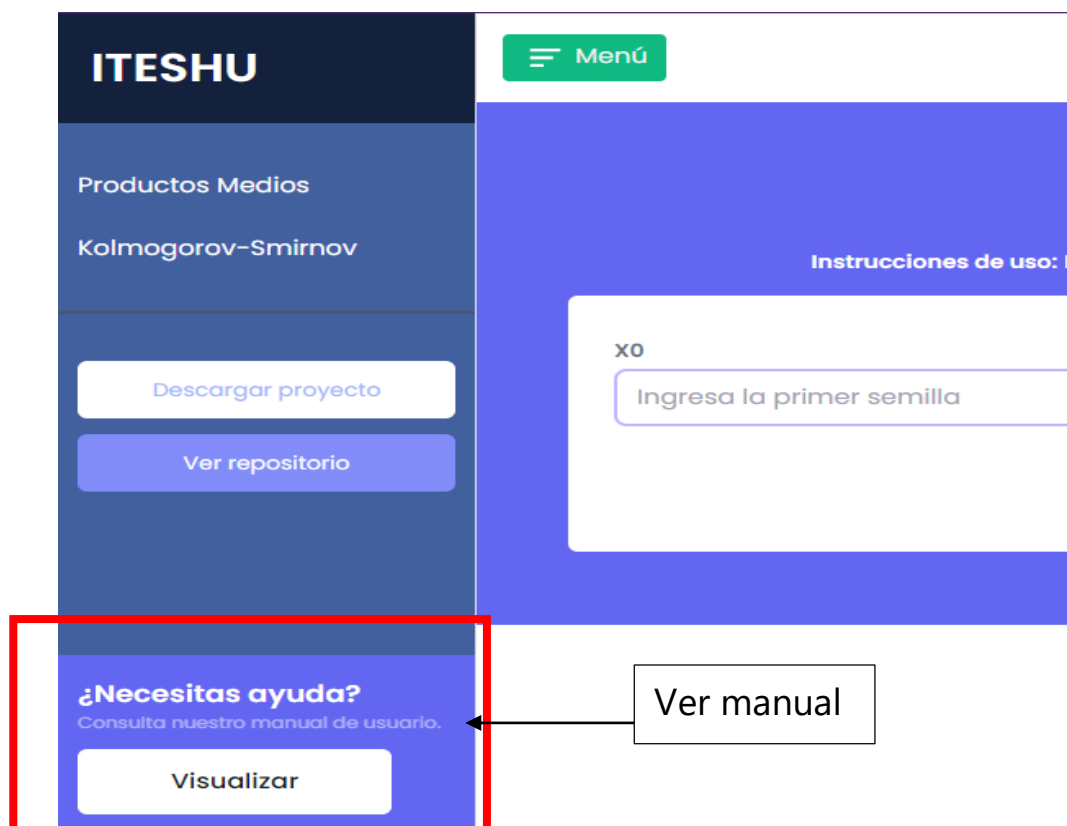 ITESHU
Menú
Productos Medios
Kolmogorov-Smirnov
Instrucciones de uso:
X0
Ingresa la primer semilla
Descargar proyecto
Ver repositorio
¿Necesitas ayuda?
Consulta nuestro manual de usuario.
Visualizar
Ver manual